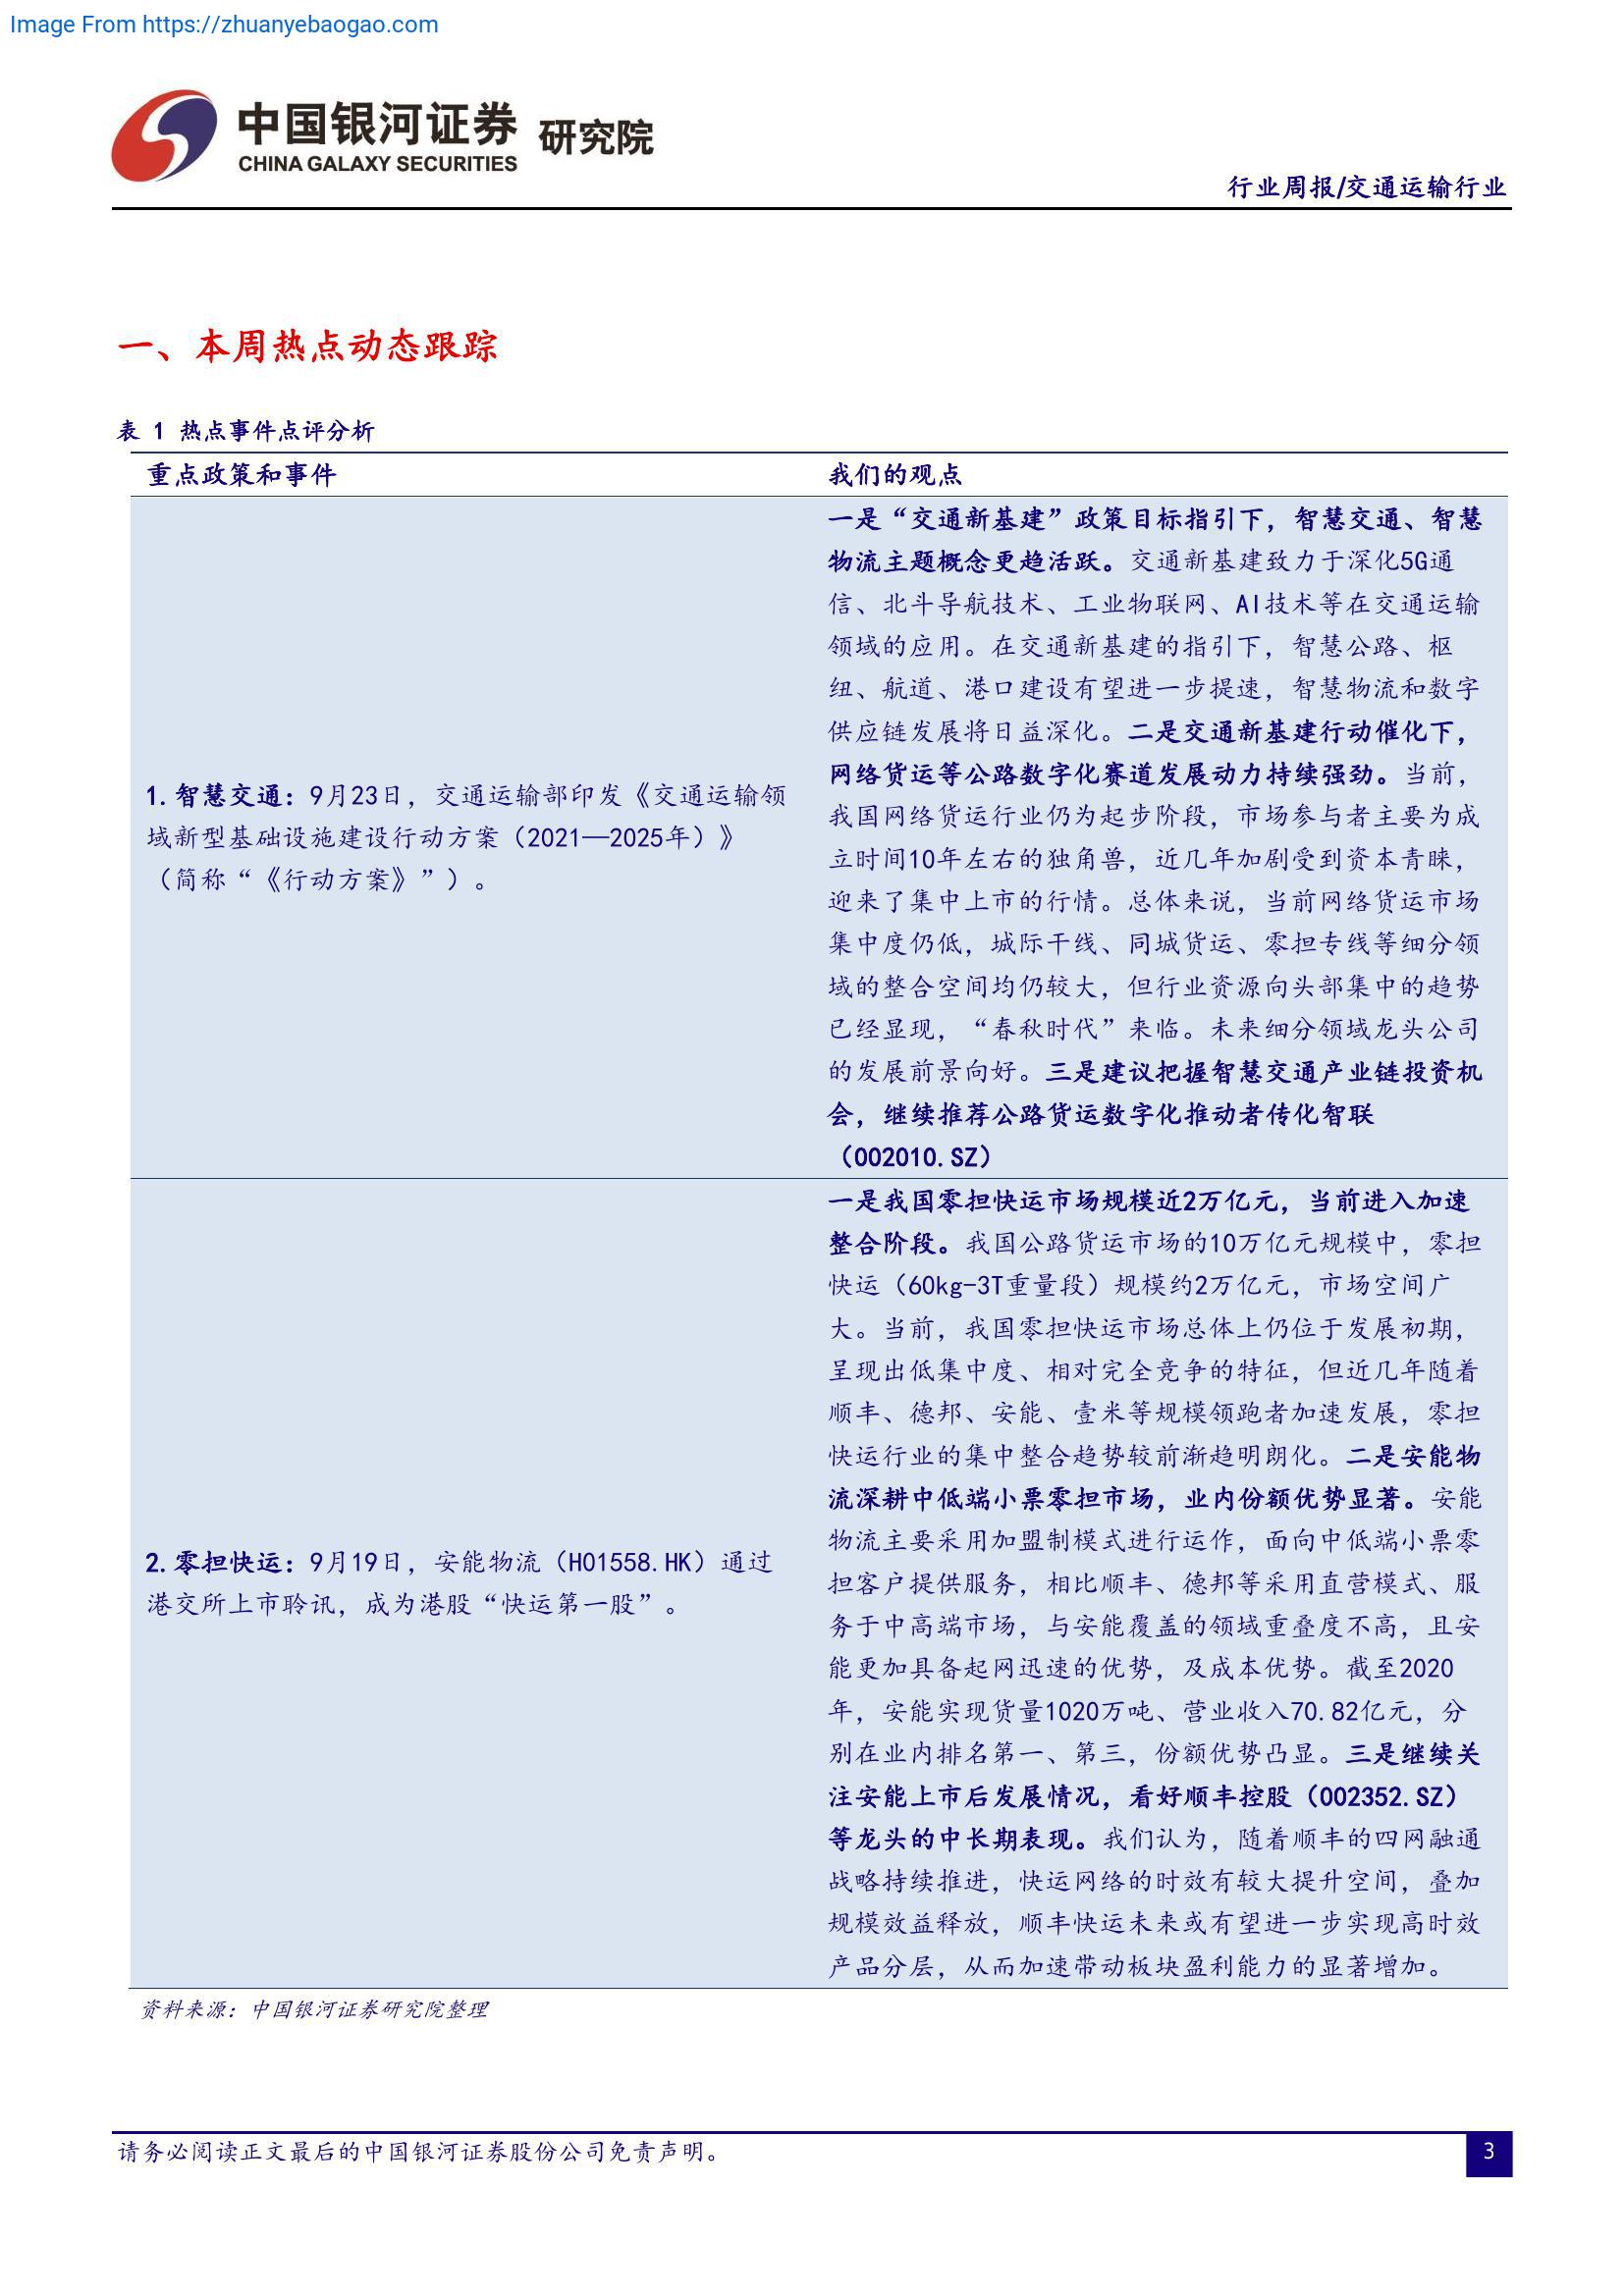 Image From https://zhuanyebaogao.com
中国银河证券 研究院
CHINA GALAXY SECURITIES
行业周报/交通运输行业
一、本周热点动态跟踪
表 1 热点事件点评分析
重点政策和事件
我们的观点
1.智慧交通：9月23日，交通运输部印发《交通运输领
域新型基础设施建设行动方案（2021—2025年）》
（简称“《行动方案》”）。
一是“交通新基建”政策目标指引下，智慧交通、智慧
物流主题概念更趋活跃。交通新基建致力于深化5G通
信、北斗导航技术、工业物联网、AI技术等在交通运输
领域的应用。在交通新基建的指引下，智慧公路、枢
纽、航道、港口建设有望进一步提速，智慧物流和数字
供应链发展将日益深化。二是交通新基建行动催化下，
网络货运等公路数字化赛道发展动力持续强劲。当前，
我国网络货运行业仍为起步阶段，市场参与者主要为成
立时间10年左右的独角兽，近几年加剧受到资本青睐，
迎来了集中上市的行情。总体来说，当前网络货运市场
集中度仍低，城际干线、同城货运、零担专线等细分领
域的整合空间均仍较大，但行业资源向头部集中的趋势
已经显现，“春秋时代”来临。未来细分领域龙头公司
的发展前景向好。三是建议把握智慧交通产业链投资机
会，继续推荐公路货运数字化推动者传化智联
（002010.SZ）
2.零担快运：9月19日，安能物流（H01558.HK）通过
港交所上市聆讯，成为港股“快运第一股”。
一是我国零担快运市场规模近2万亿元，当前进入加速
整合阶段。我国公路货运市场的10万亿元规模中，零担
快运（60kg-3T重量段）规模约2万亿元，市场空间广
大。当前，我国零担快运市场总体上仍位于发展初期，
呈现出低集中度、相对完全竞争的特征，但近几年随着
顺丰、德邦、安能、壹米等规模领跑者加速发展，零担
快运行业的集中整合趋势较前渐趋明朗化。二是安能物
流深耕中低端小票零担市场，业内份额优势显著。安能
物流主要采用加盟制模式进行运作，面向中低端小票零
担客户提供服务，相比顺丰、德邦等采用直营模式、服
务于中高端市场，与安能覆盖的领域重叠度不高，且安
能更加具备起网迅速的优势，及成本优势。截至2020
年，安能实现货量1020万吨、营业收入70.82亿元，分
别在业内排名第一、第三，份额优势凸显。三是继续关
注安能上市后发展情况，看好顺丰控股（002352.SZ）
等龙头的中长期表现。我们认为，随着顺丰的四网融通
战略持续推进，快运网络的时效有较大提升空间，叠加
规模效益释放，顺丰快运未来或有望进一步实现高时效
产品分层，从而加速带动板块盈利能力的显著增加。
资料来源：中国银河证券研究院整理
请务必阅读正文最后的中国银河证券股份公司免责声明。
3